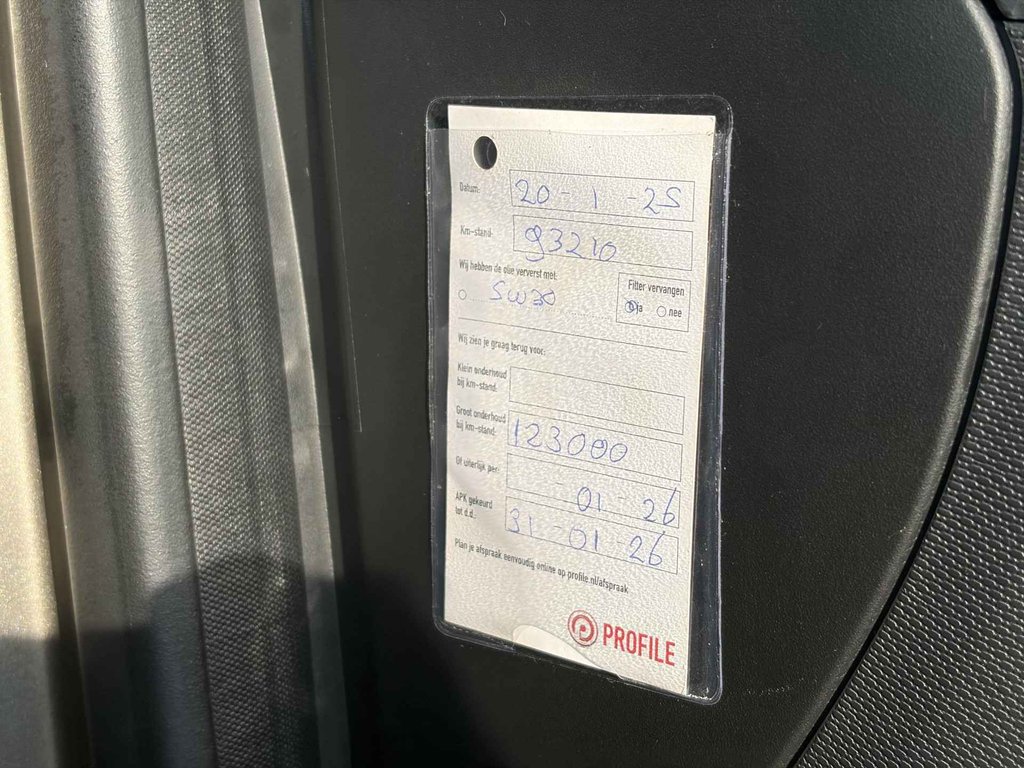 Datum: 20 - 1 - 25
Km-stand: 93210
Wij hebben de olie ververst met:
Filter vervangen
5W30
ja nee
Wij zien je graag terug voor:
Klein onderhoud
bij km-stand:
Groot onderhoud
bij km-stand: 123000
Of uiterlijk per: 01 - 26
APK gekeurd
tot d.d.: 31 - 01 - 26
Plan je afspraak eenvoudig online op profile.nl/afspraak
PROFILE